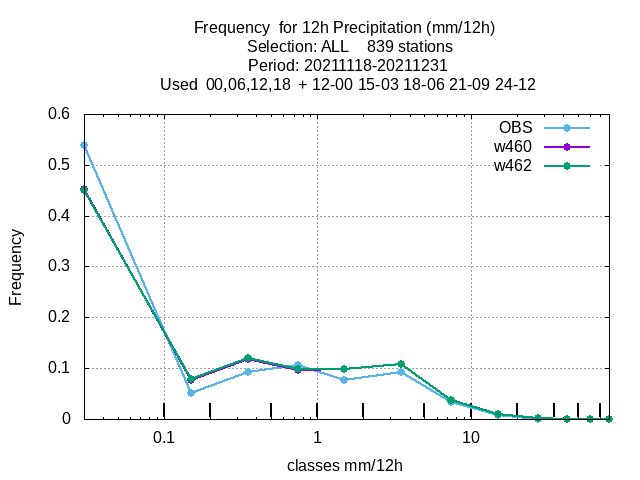 Frequency  for 12h Precipitation (mm/12h)
Selection: ALL    839 stations
Period: 20211118-20211231
Used  00,06,12,18  + 12-00 15-03 18-06 21-09 24-12
OBS
w460
w462
0.6
0.5
0.4
0.3
0.2
0.1
0
Frequency
0.1 1 10
classes mm/12h